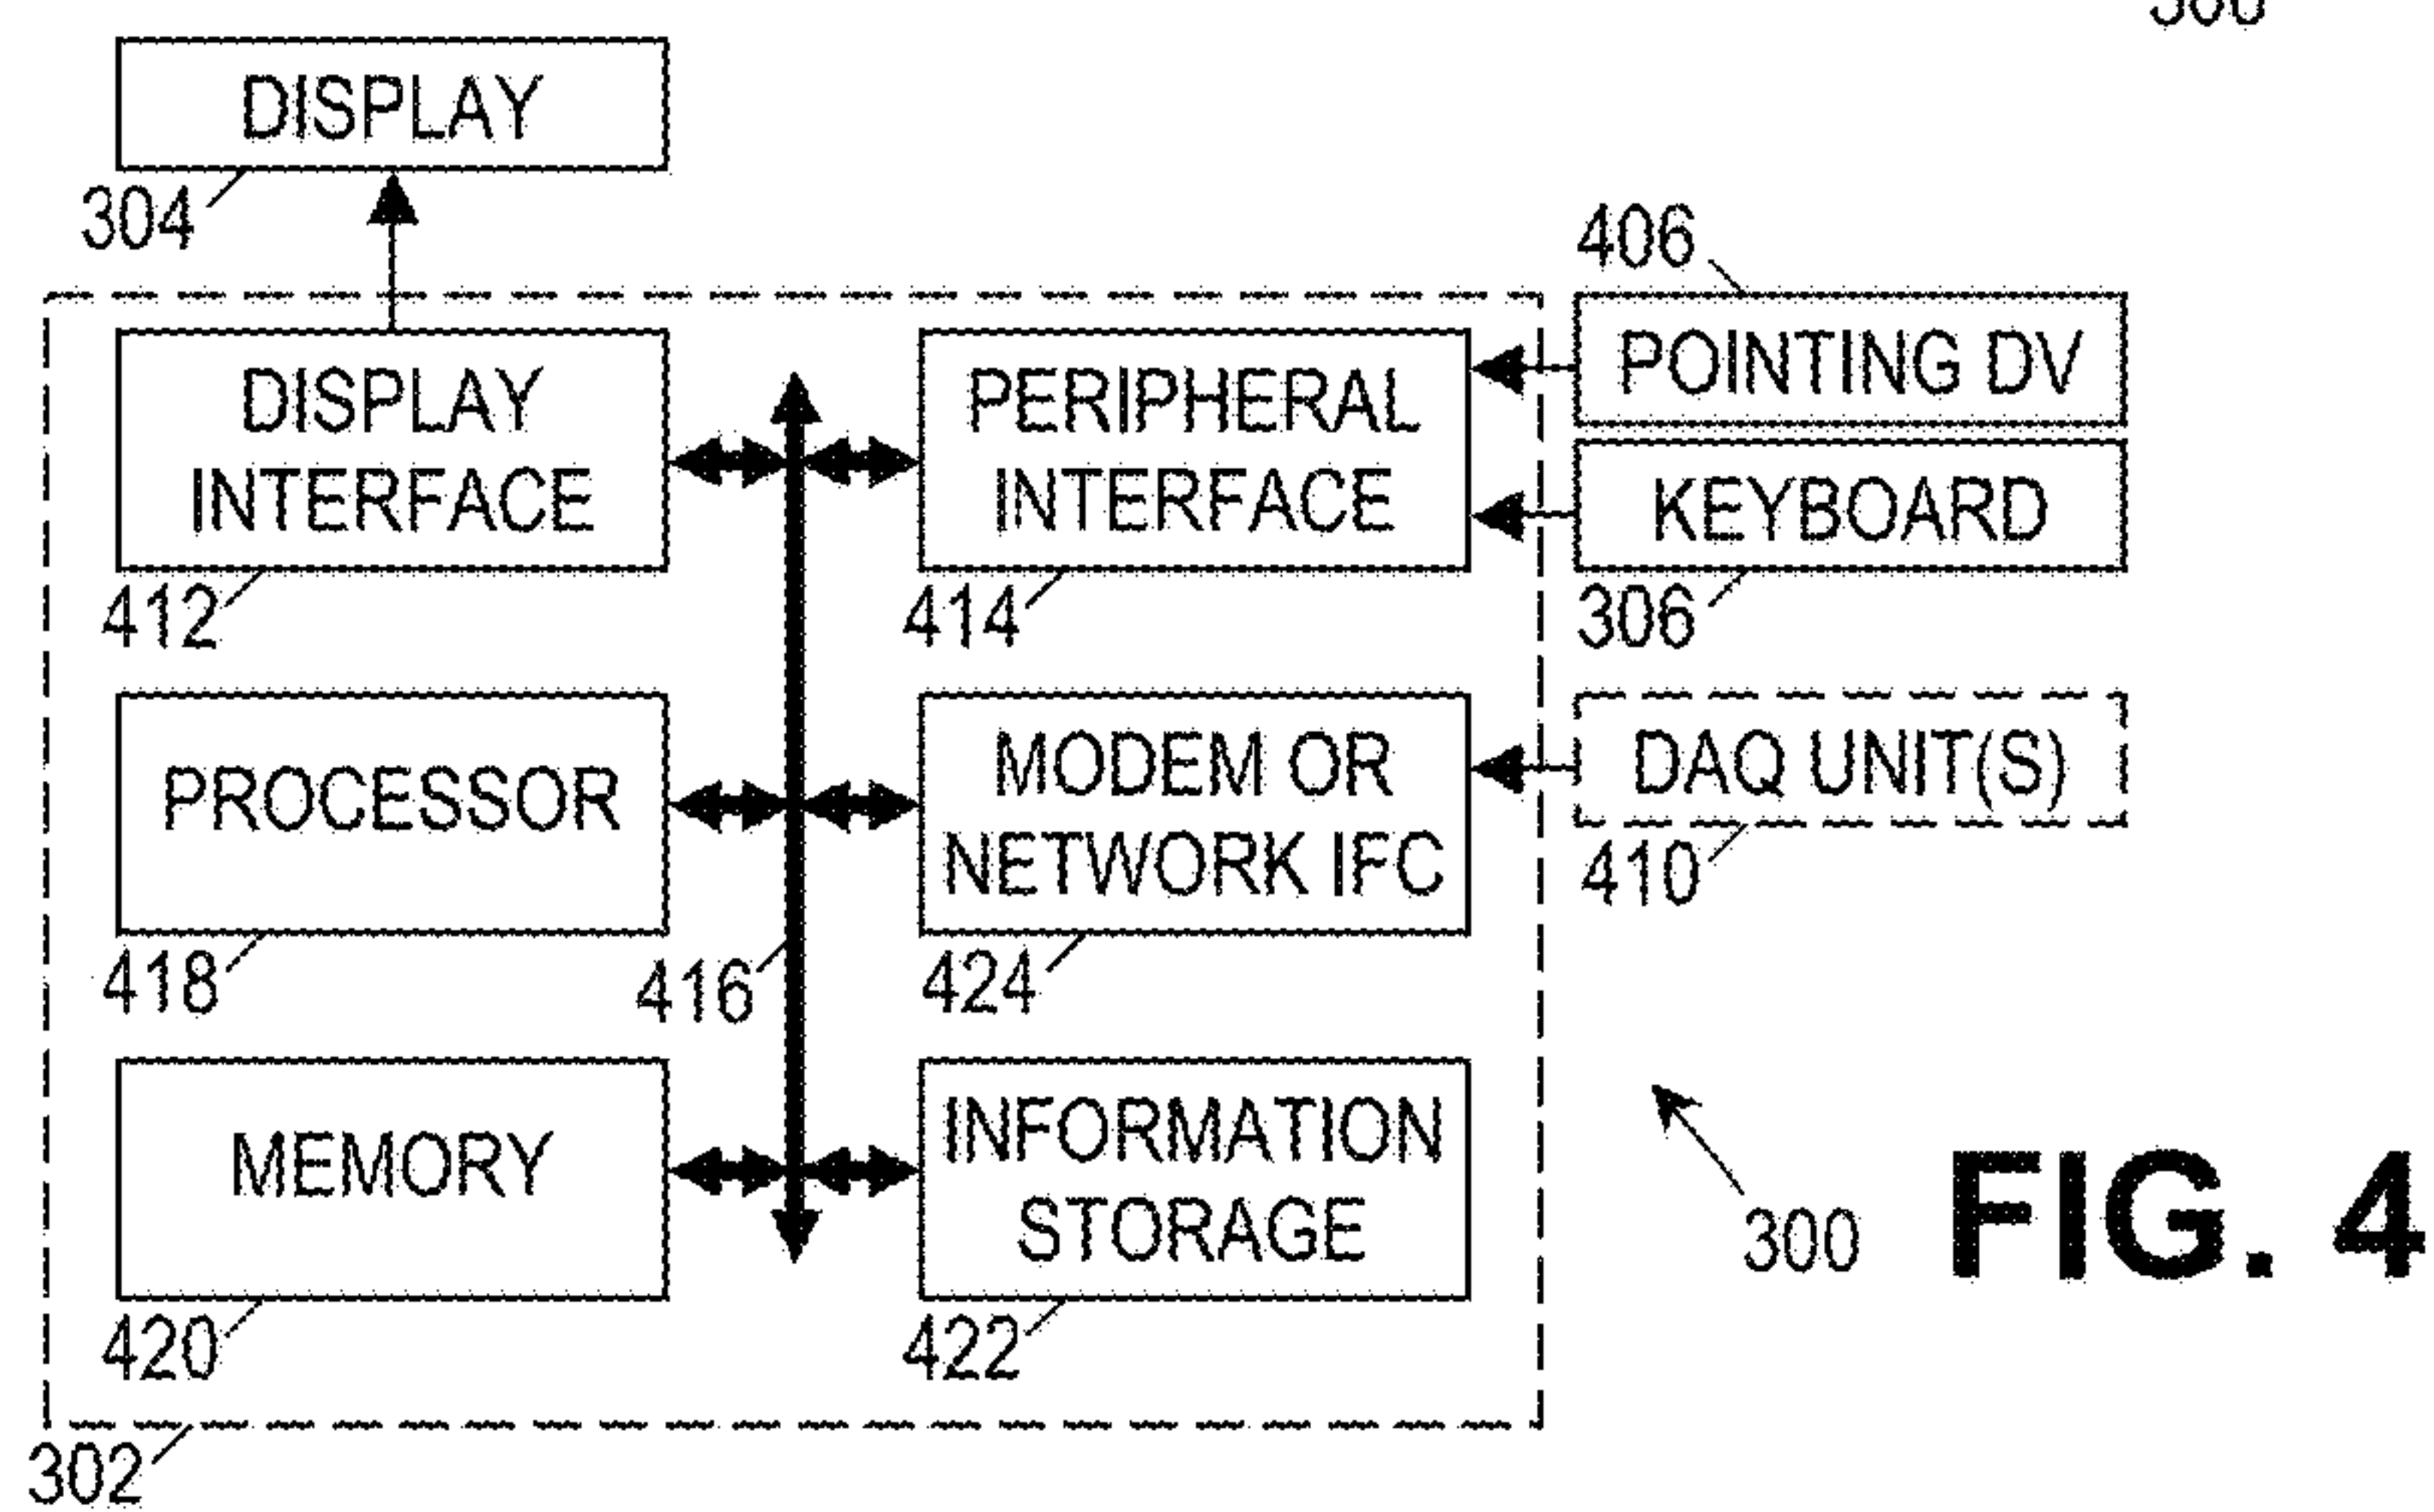 DISPLAY
304
406
POINTING DV
DISPLAY
INTERFACE
412
PERIPHERAL
INTERFACE
414
KEYBOARD
306
PROCESSOR
418
416
MODEM OR
NETWORK IFC
424
DAQ UNIT(S)
410
MEMORY
420
INFORMATION
STORAGE
422
300
FIG. 4
302